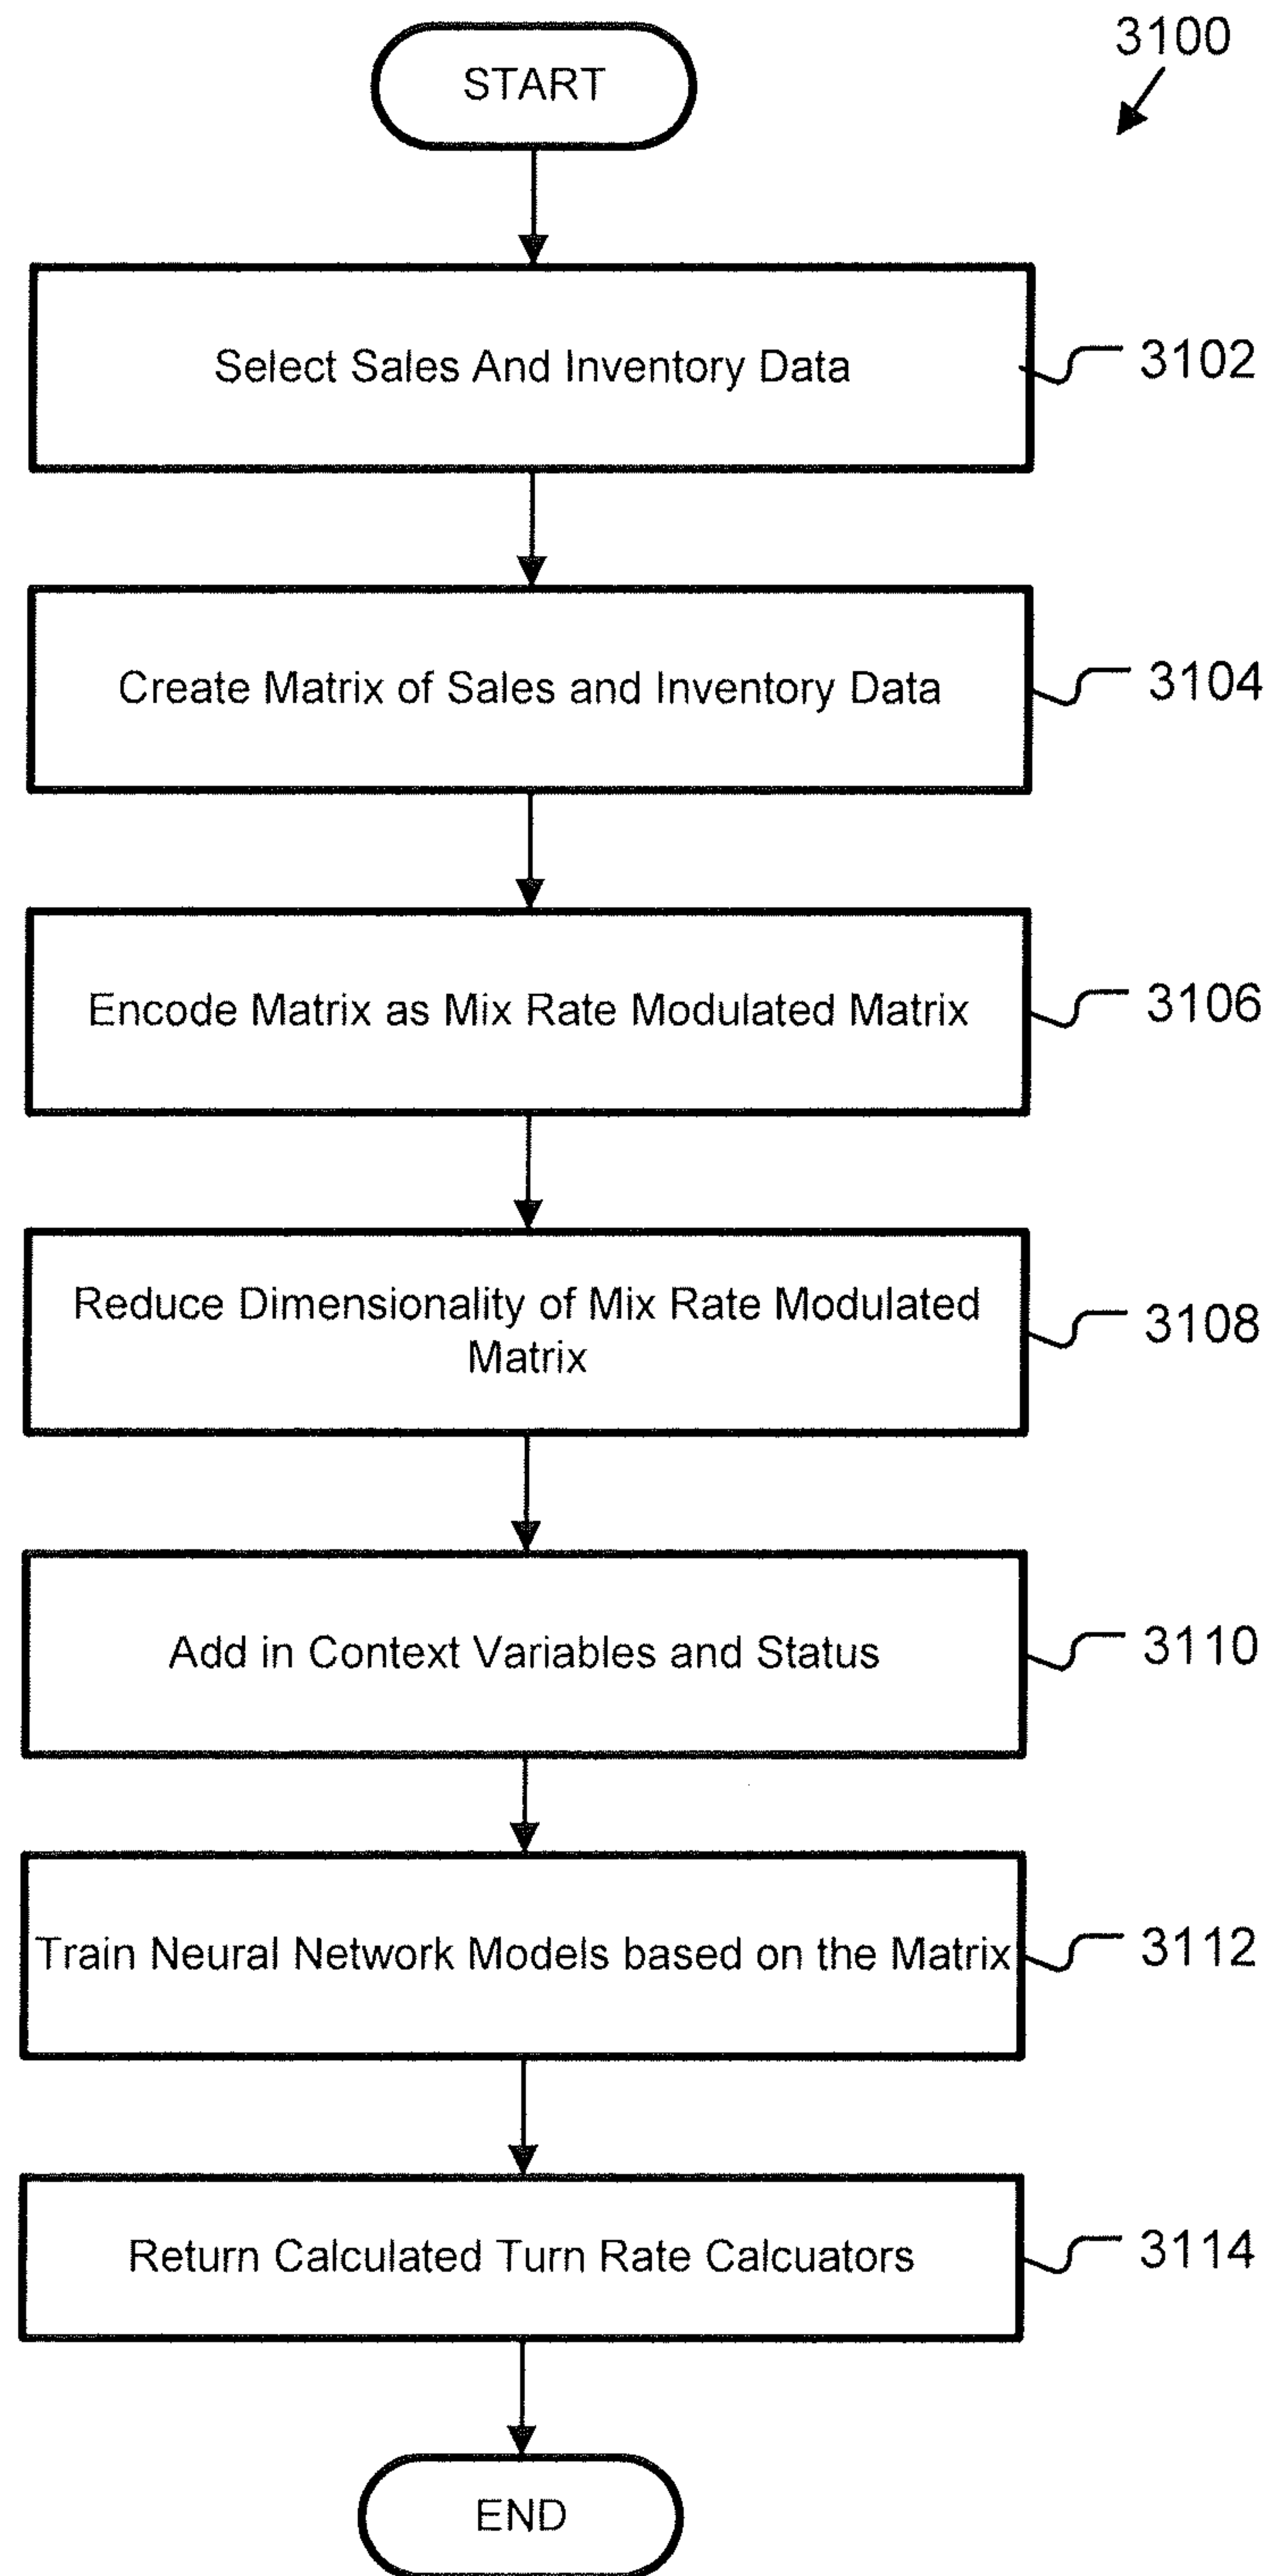 3100
START
Select Sales And Inventory Data
3102
Create Matrix of Sales and Inventory Data
3104
Encode Matrix as Mix Rate Modulated Matrix
3106
Reduce Dimensionality of Mix Rate Modulated
Matrix
3108
Add in Context Variables and Status
3110
Train Neural Network Models based on the Matrix
3112
Return Calculated Turn Rate Calcuators
3114
END